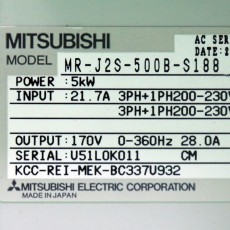 AC SER
MITSUBISHI
DATE:
MODEL MR-J2S-500B-S188
POWER :5kW
INPUT :21.7A 3PH+1PH200-230V
3PH+1PH200-230V
OUTPUT:170V 0-360Hz 28.0A
SERIAL:U51L0K011 CM
KCC-REI-MEK-BC337U932
MITSUBISHI ELECTRIC CORPORATION
MADE IN JAPAN